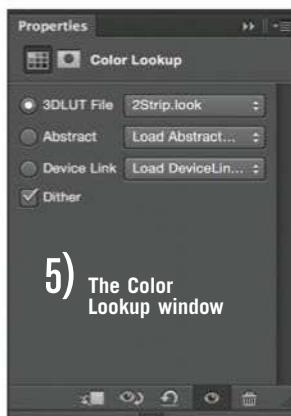 Properties
Color Lookup
3DLUT File 2Strip.look
Abstract Load Abstract...
Device Link Load DeviceLin...
Dither
5) The Color
Lookup window